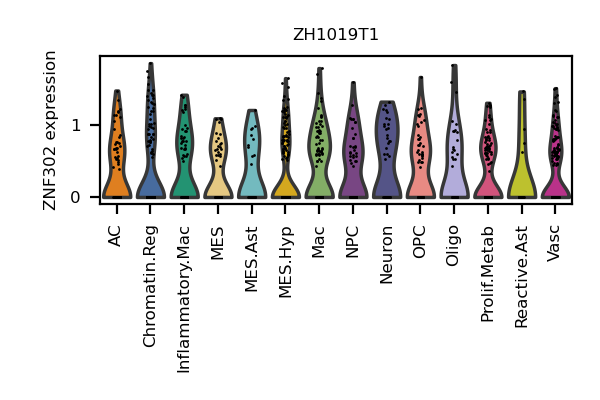 ZH1019T1
ZNF302 expression
1
0
AC
Chromatin.Reg
Inflammatory.Mac
MES
MES.Ast
MES.Hyp
Mac
NPC
Neuron
OPC
Oligo
Prolif.Metab
Reactive.Ast
Vasc